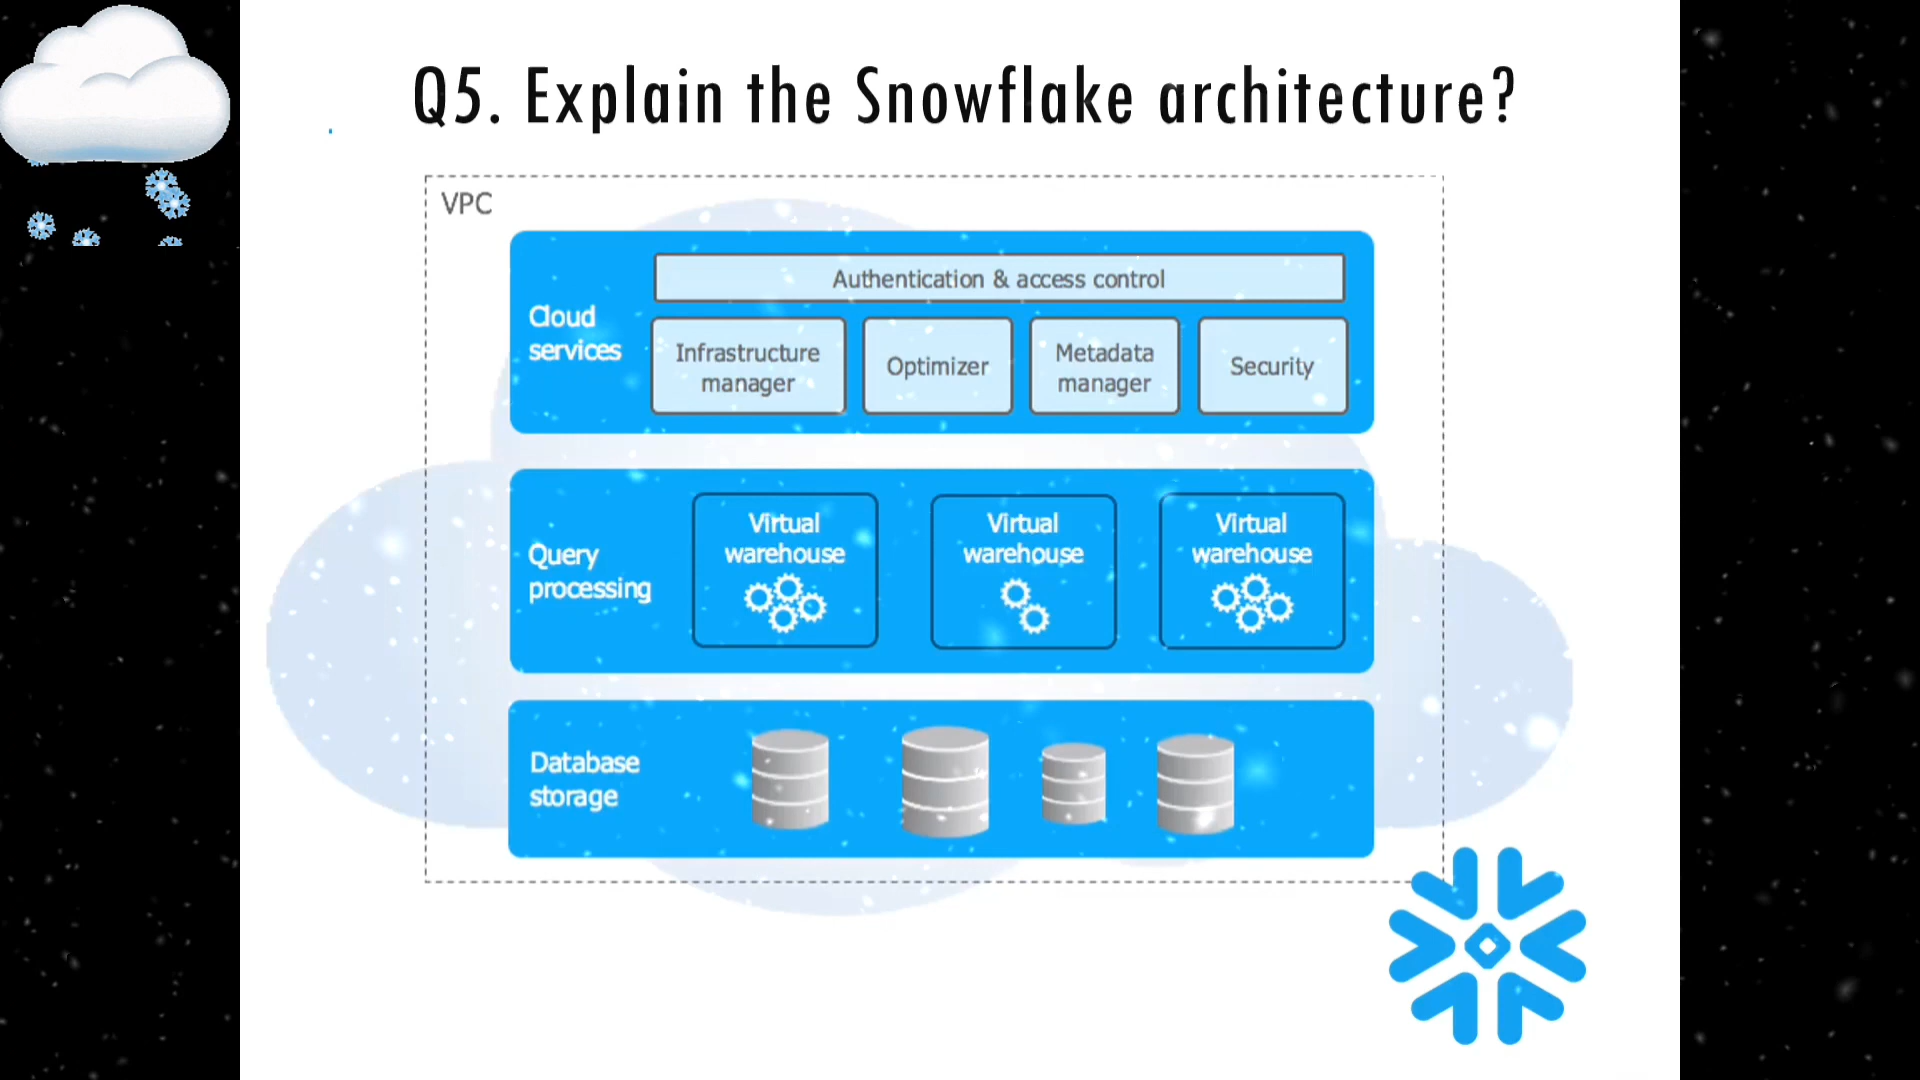 Q5. Explain the Snowflake architecture?
VPC
Cloud
services
Authentication & access control
Infrastructure
manager
Optimizer
Metadata
manager
Security
Query
processing
Virtual
warehouse
Virtual
warehouse
Virtual
warehouse
Database
storage